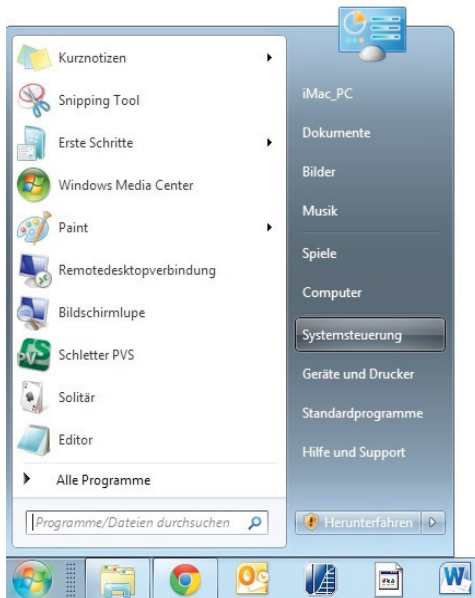 Kurznotizen
Snipping Tool
Erste Schritte
Windows Media Center
Paint
Remotedesktopverbindung
Bildschirmlupe
PVS
Schletter PVS
Solitär
Editor
Alle Programme
Programme/Dateien durchsuchen
iMac_PC
Dokumente
Bilder
Musik
Spiele
Computer
Systemsteuerung
Geräte und Drucker
Standardprogramme
Hilfe und Support
Herunterfahren
W